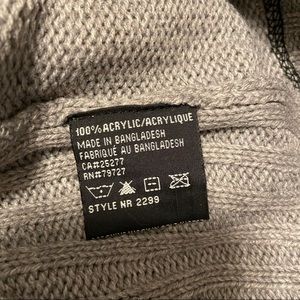 100% ACRYLIC/ACRYLIQUE
MADE IN BANGLADESH
FABRIQUÉ AU BANGLADESH
CA#25277
RN#79727
STYLE NR 2299